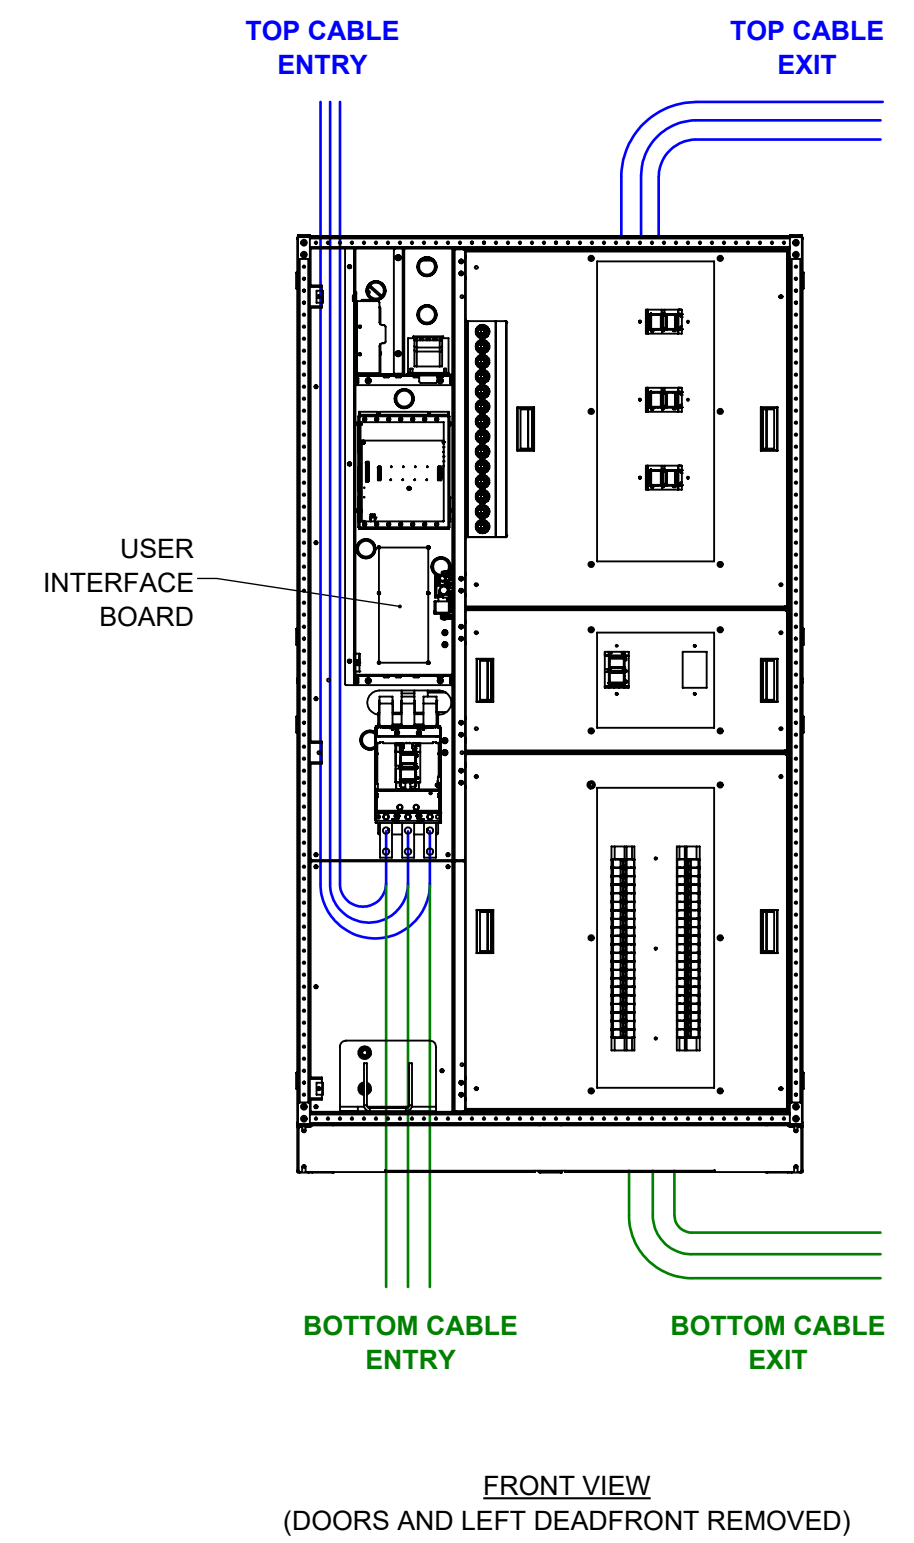 TOP CABLE
ENTRY
TOP CABLE
EXIT
USER
INTERFACE
BOARD
BOTTOM CABLE
ENTRY
BOTTOM CABLE
EXIT
FRONT VIEW
(DOORS AND LEFT DEADFRONT REMOVED)